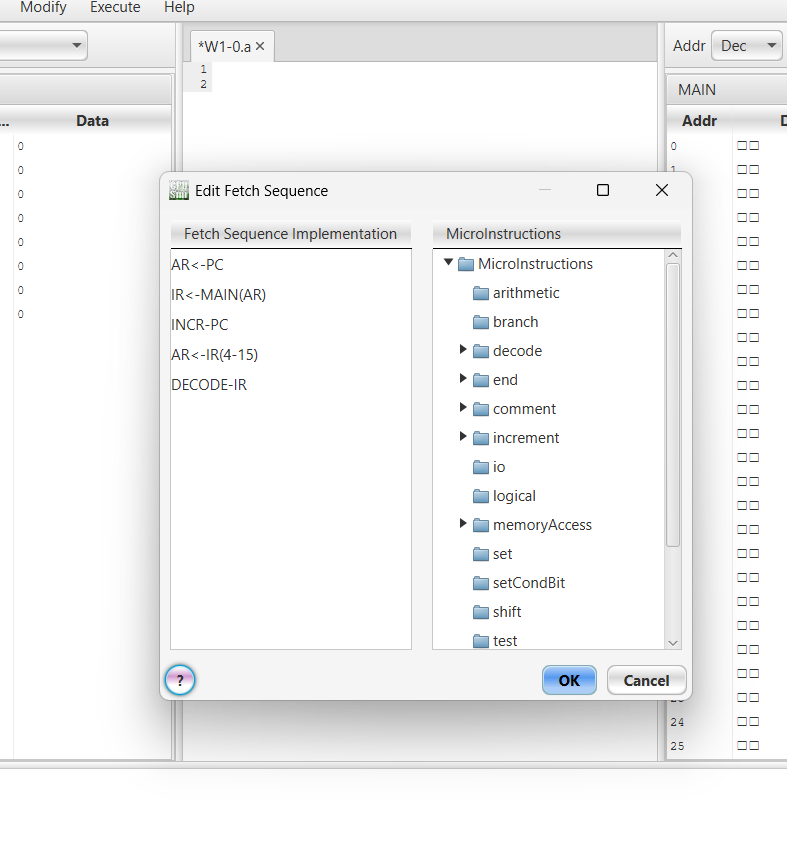 Modify Execute Help
*W1-0.a ×
Addr Dec
1
2
MAIN
... Data
Addr
0
0
0
0
0
0
0
0
0
1
Edit Fetch Sequence
Fetch Sequence Implementation
AR<-PC
IR<-MAIN(AR)
INCR-PC
AR<-IR(4-15)
DECODE-IR
MicroInstructions
MicroInstructions
arithmetic
branch
decode
end
comment
increment
io
logical
memoryAccess
set
setCondBit
shift
test
?
OK
Cancel
24
25